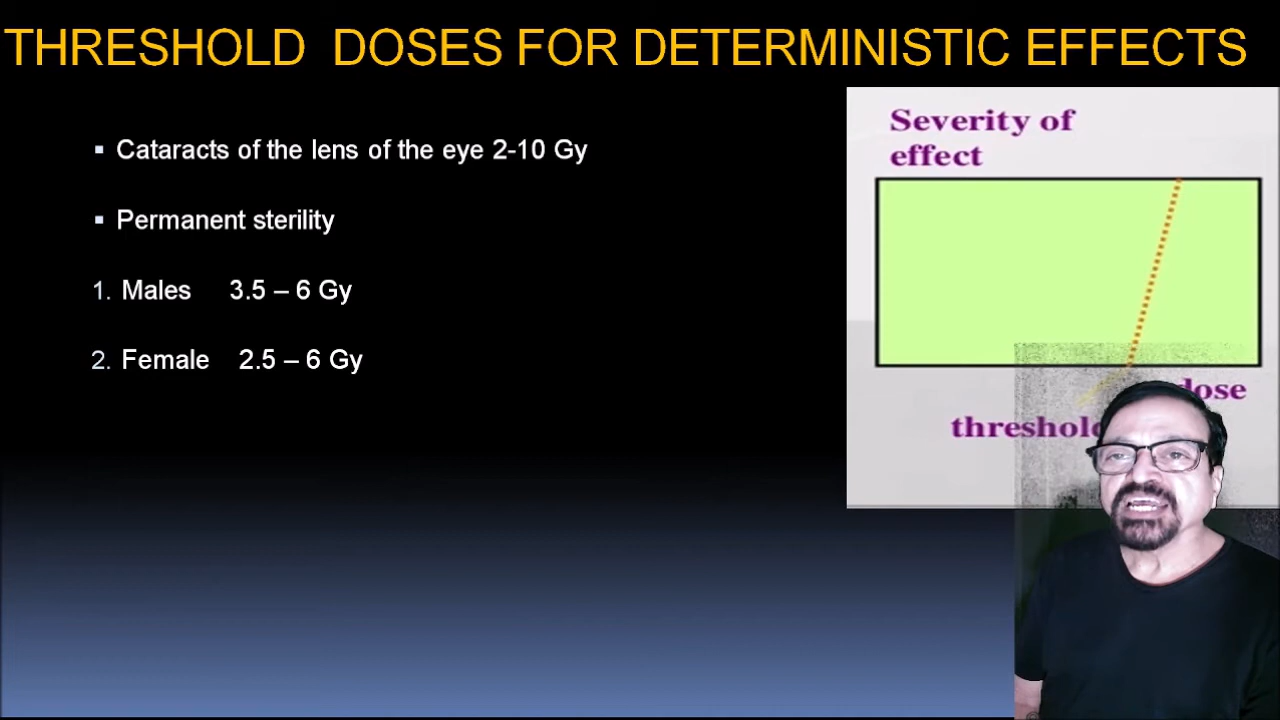 THRESHOLD DOSES FOR DETERMINISTIC EFFECTS
▪ Cataracts of the lens of the eye 2-10 Gy
▪ Permanent sterility
1. Males 3.5 – 6 Gy
2. Female 2.5 – 6 Gy
Severity of
effect
dose
threshold